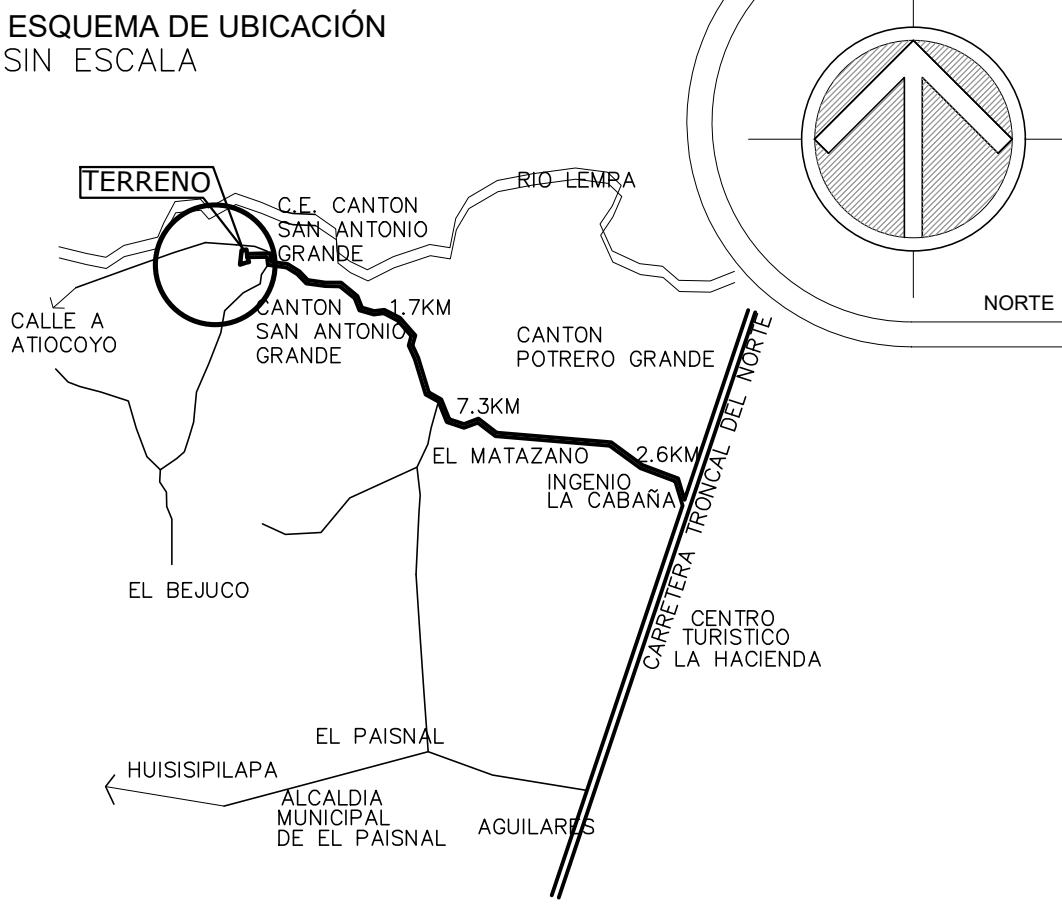 ESQUEMA DE UBICACIÓN
SIN ESCALA
TERRENO
RIO LEMPA
C.E. CANTON
SAN ANTONIO
GRANDE
NORTE
CALLE A
ATIOCOYO
CANTON
SAN ANTONIO
GRANDE
1.7KM
CANTON
POTRERO GRANDE
7.3KM
EL MATAZANO
2.6KM
INGENIO
LA CABAÑA
CARRETERA TRONCAL DEL NORTE
EL BEJUCO
CENTRO
TURISTICO
LA HACIENDA
EL PAISNAL
HUISISIPILAPA
ALCALDIA
MUNICIPAL
DE EL PAISNAL
AGUILARES